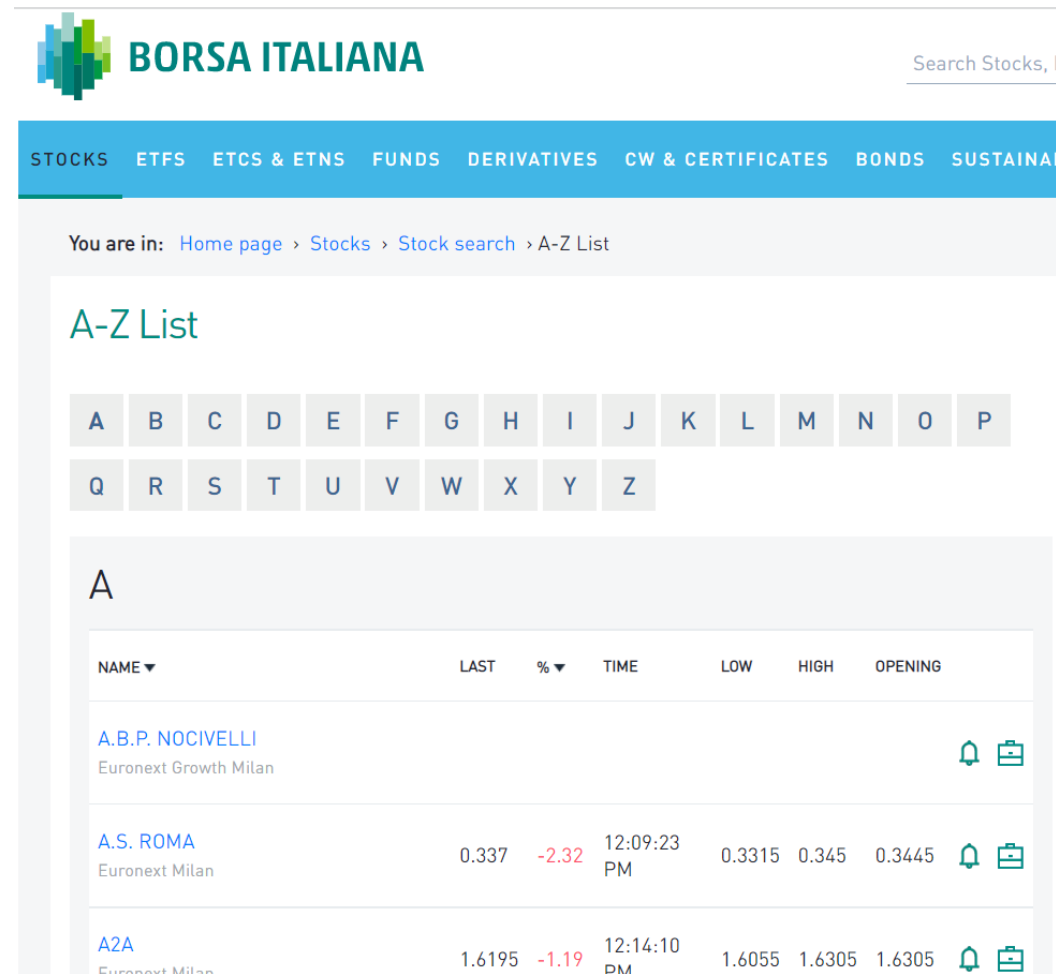 BORSA ITALIANA
Search Stocks,
STOCKS ETFS ETCS & ETNS FUNDS DERIVATIVES CW & CERTIFICATES BONDS
You are in: Home page › Stocks › Stock search › A-Z List
A-Z List
A B C D E F G H I J K L M N O P
Q R S T U V W X Y Z
A
NAME LAST % TIME LOW HIGH OPENING
A.B.P. NOCIVELLI
Euronext Growth Milan
A.S. ROMA
Euronext Milan
0.337 -2.32 12:09:23 PM 0.3315 0.345 0.3445
A2A
Euronext Milan
1.6195 -1.19 12:14:10 PM 1.6055 1.6305 1.6305